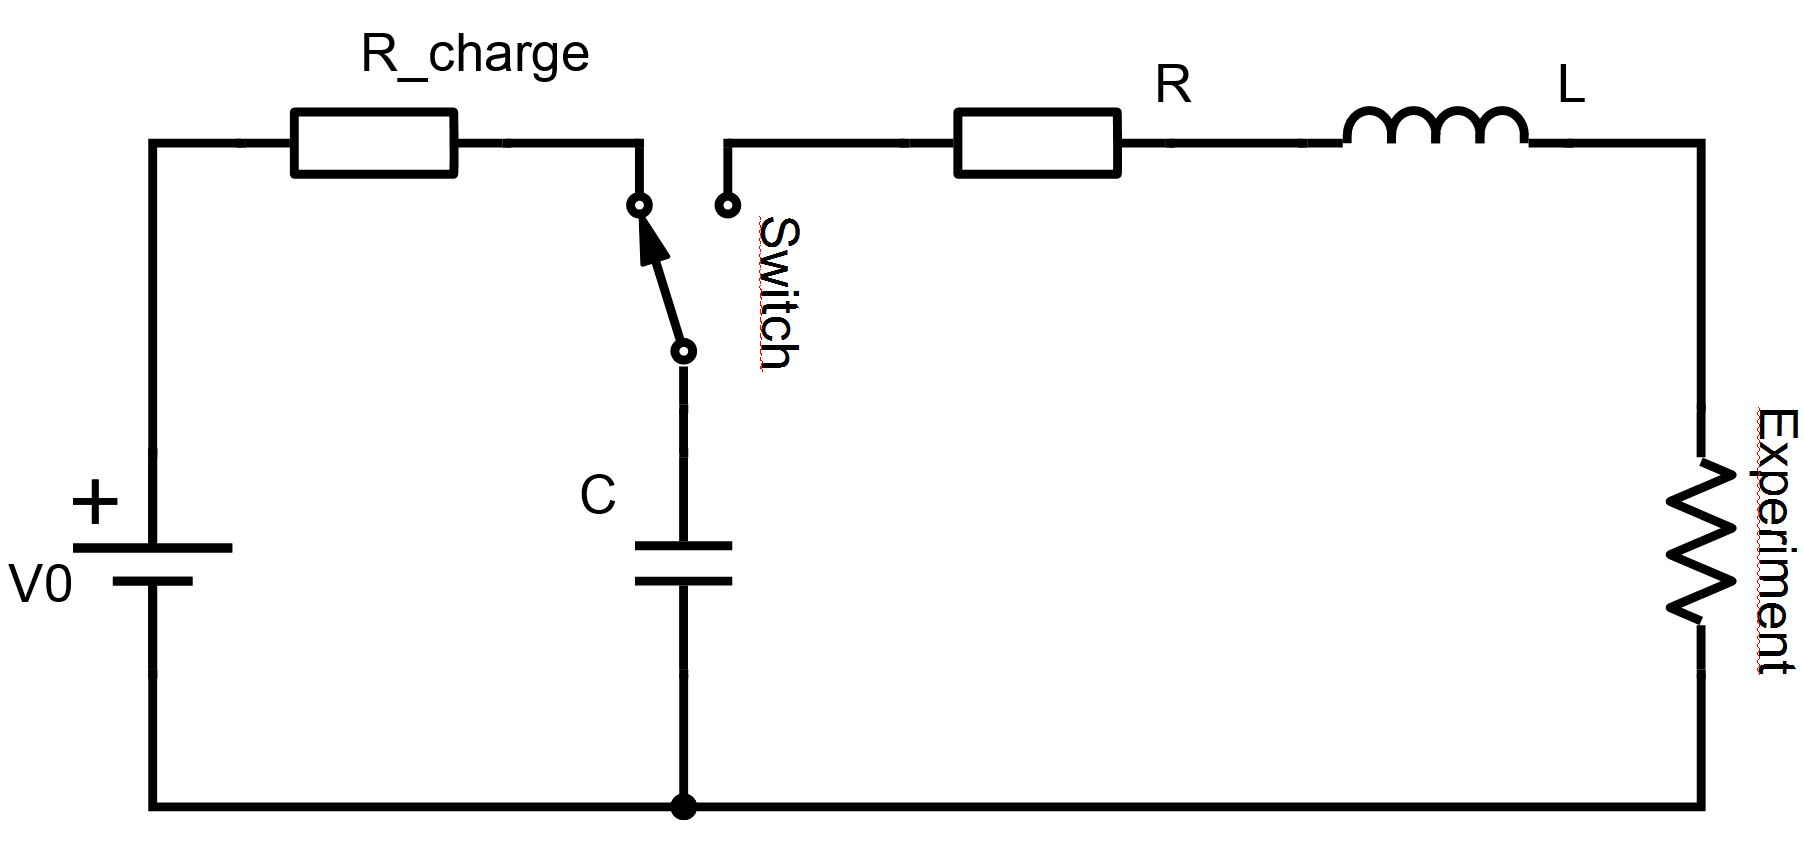 R_charge
R
L
Switch
Experiment
C
+
V0